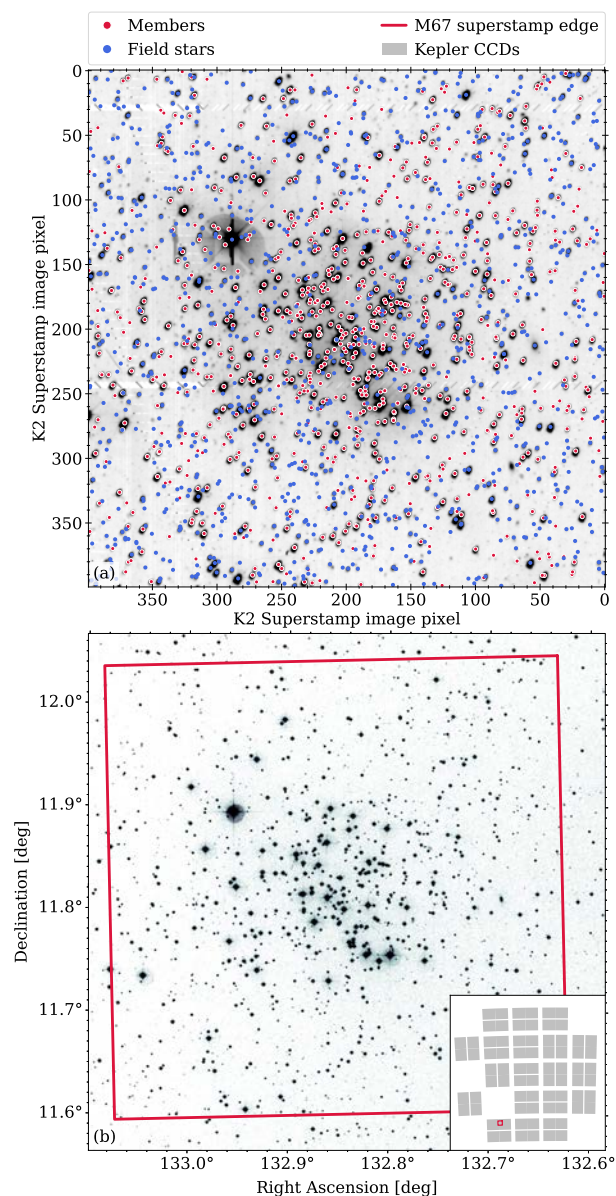 Members
Field stars
M67 superstamp edge
Kepler CCDs
0
50
100
150
200
250
300
350
K2 Superstamp image pixel
(a)
350 300 250 200 150 100 50 0
K2 Superstamp image pixel
12.0°
11.9°
11.8°
11.7°
11.6°
Declination [deg]
(b)
133.0° 132.9° 132.8° 132.7° 132.6°
Right Ascension [deg]